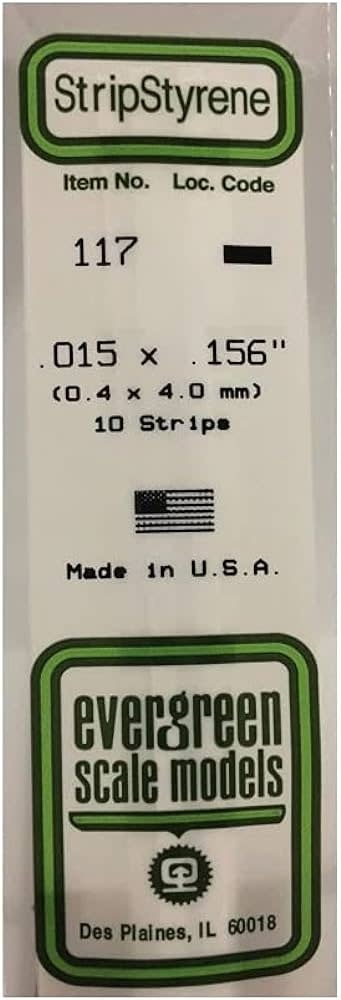 StripStyrene
Item No. Loc. Code
117
.015 x .156"
(0.4 x 4.0 mm)
10 Strips
Made in U.S.A.
evergreen
scale models
Des Plaines, IL 60018